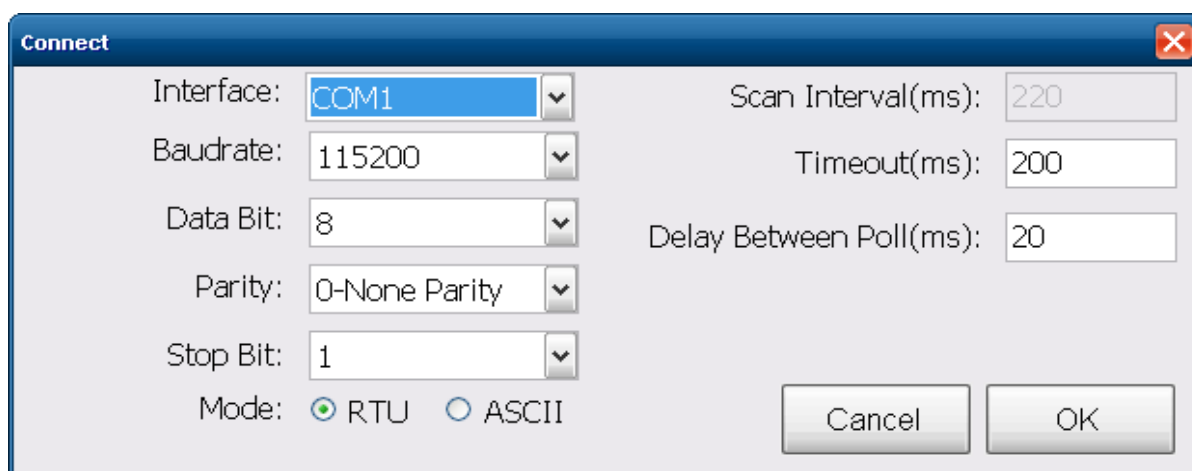 Connect
Interface: COM1
Baudrate: 115200
Data Bit: 8
Parity: 0-None Parity
Stop Bit: 1
Mode: RTU ASCII
Scan Interval(ms): 220
Timeout(ms): 200
Delay Between Poll(ms): 20
Cancel OK